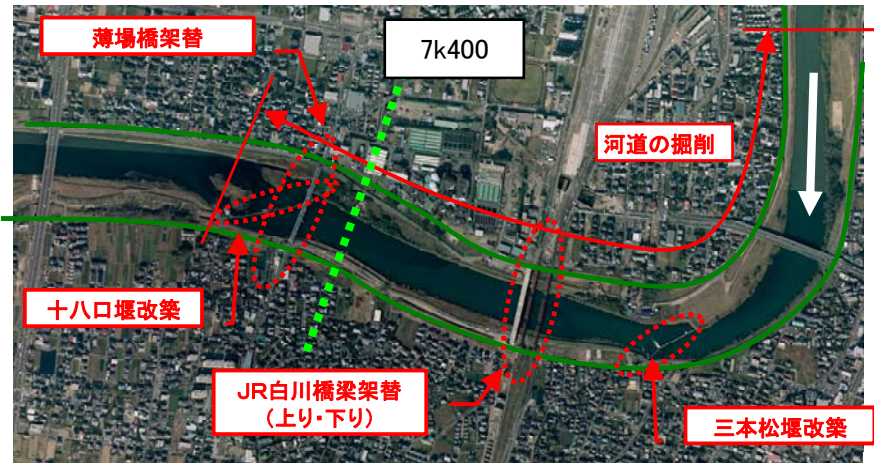 薄場橋架替
7k400
河道の掘削
十八口堰改築
JR白川橋梁架替
(上り・下り)
三本松堰改築